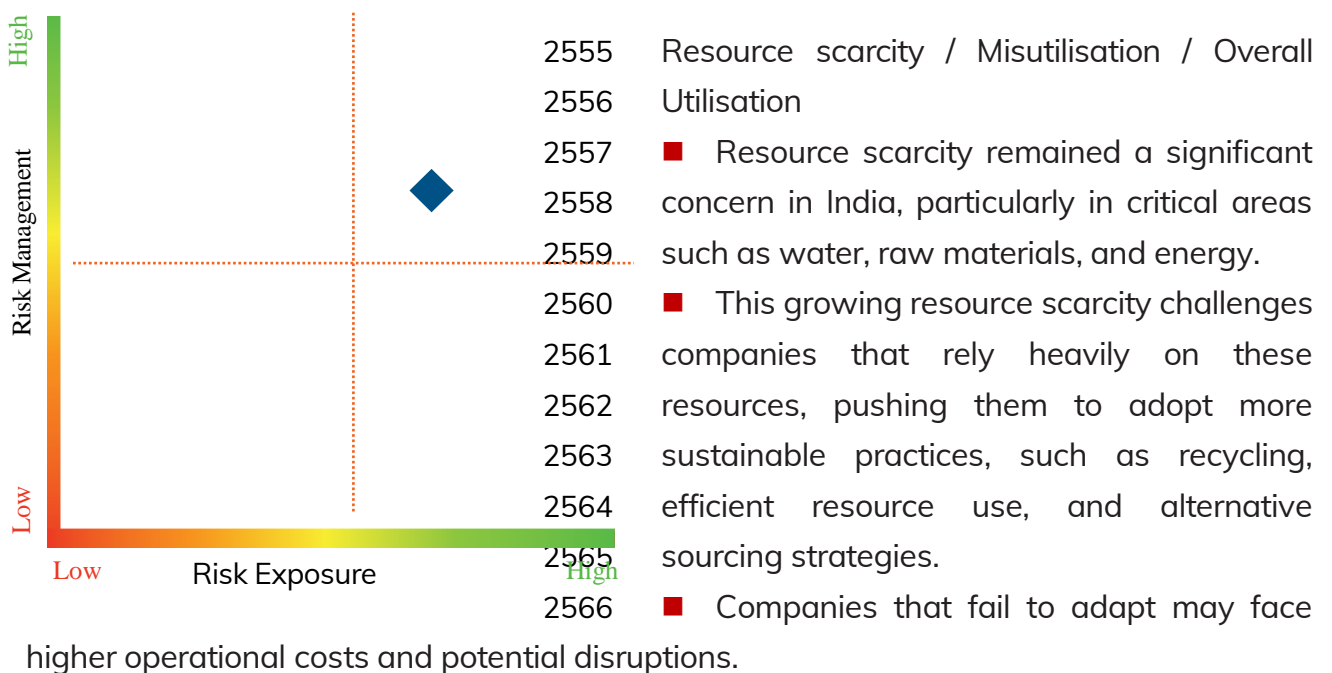 High
Risk Management
Low
Low
Risk Exposure
High
2555 Resource scarcity / Misutilisation / Overall
2556 Utilisation
2557 ■ Resource scarcity remained a significant
2558 concern in India, particularly in critical areas
2559 such as water, raw materials, and energy.
2560 ■ This growing resource scarcity challenges
2561 companies that rely heavily on these
2562 resources, pushing them to adopt more
2563 sustainable practices, such as recycling,
2564 efficient resource use, and alternative
2565 sourcing strategies.
2566 ■ Companies that fail to adapt may face
higher operational costs and potential disruptions.